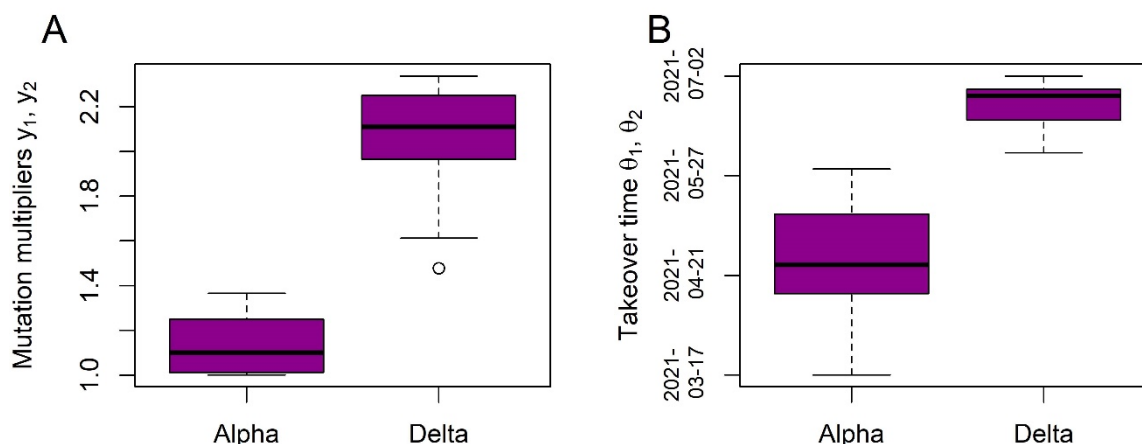 A
Mutation multipliers y₁, y₂
2.2
1.8
1.4
1.0
Alpha
Delta
B
Takeover time θ₁, θ₂
2021-
07-02
2021-
05-27
2021-
04-21
2021-
03-17
Alpha
Delta